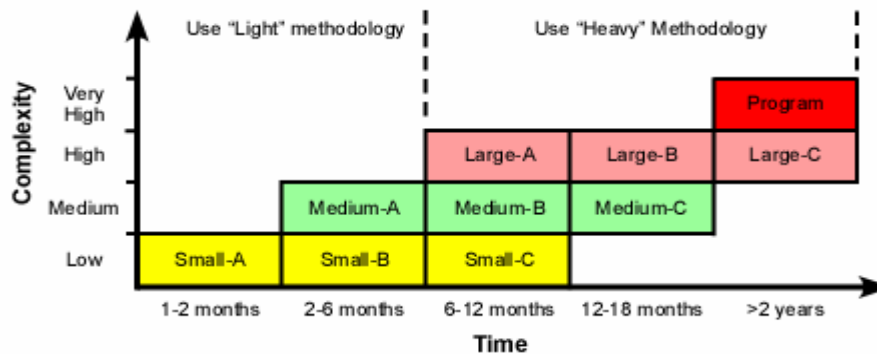 Use “Light” methodology
Use “Heavy” Methodology
Complexity
Very
High
Program
High
Large-A
Large-B
Large-C
Medium
Medium-A
Medium-B
Medium-C
Low
Small-A
Small-B
Small-C
1-2 months
2-6 months
6-12 months
12-18 months
>2 years
Time